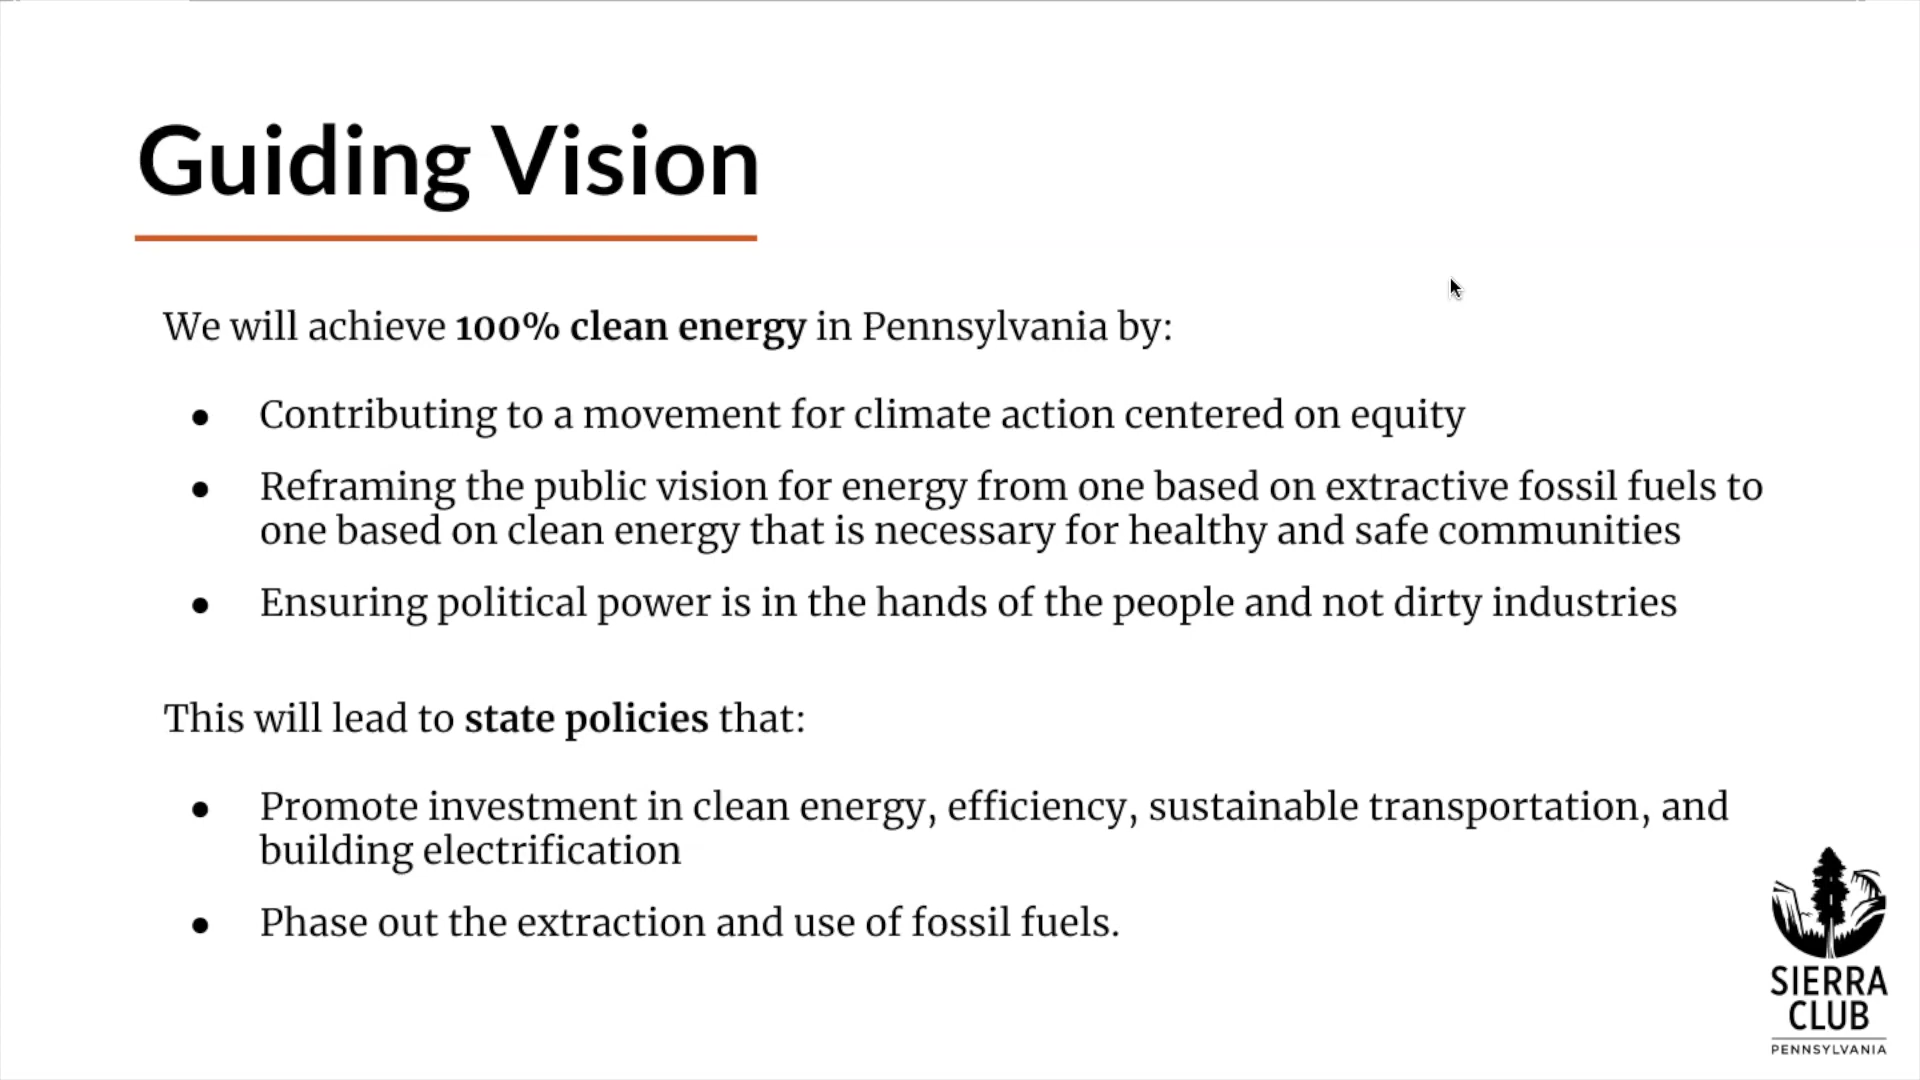 Guiding Vision
We will achieve 100% clean energy in Pennsylvania by:
● Contributing to a movement for climate action centered on equity
● Reframing the public vision for energy from one based on extractive fossil fuels to
one based on clean energy that is necessary for healthy and safe communities
● Ensuring political power is in the hands of the people and not dirty industries
This will lead to state policies that:
● Promote investment in clean energy, efficiency, sustainable transportation, and
building electrification
● Phase out the extraction and use of fossil fuels.
SIERRA
CLUB
PENNSYLVANIA